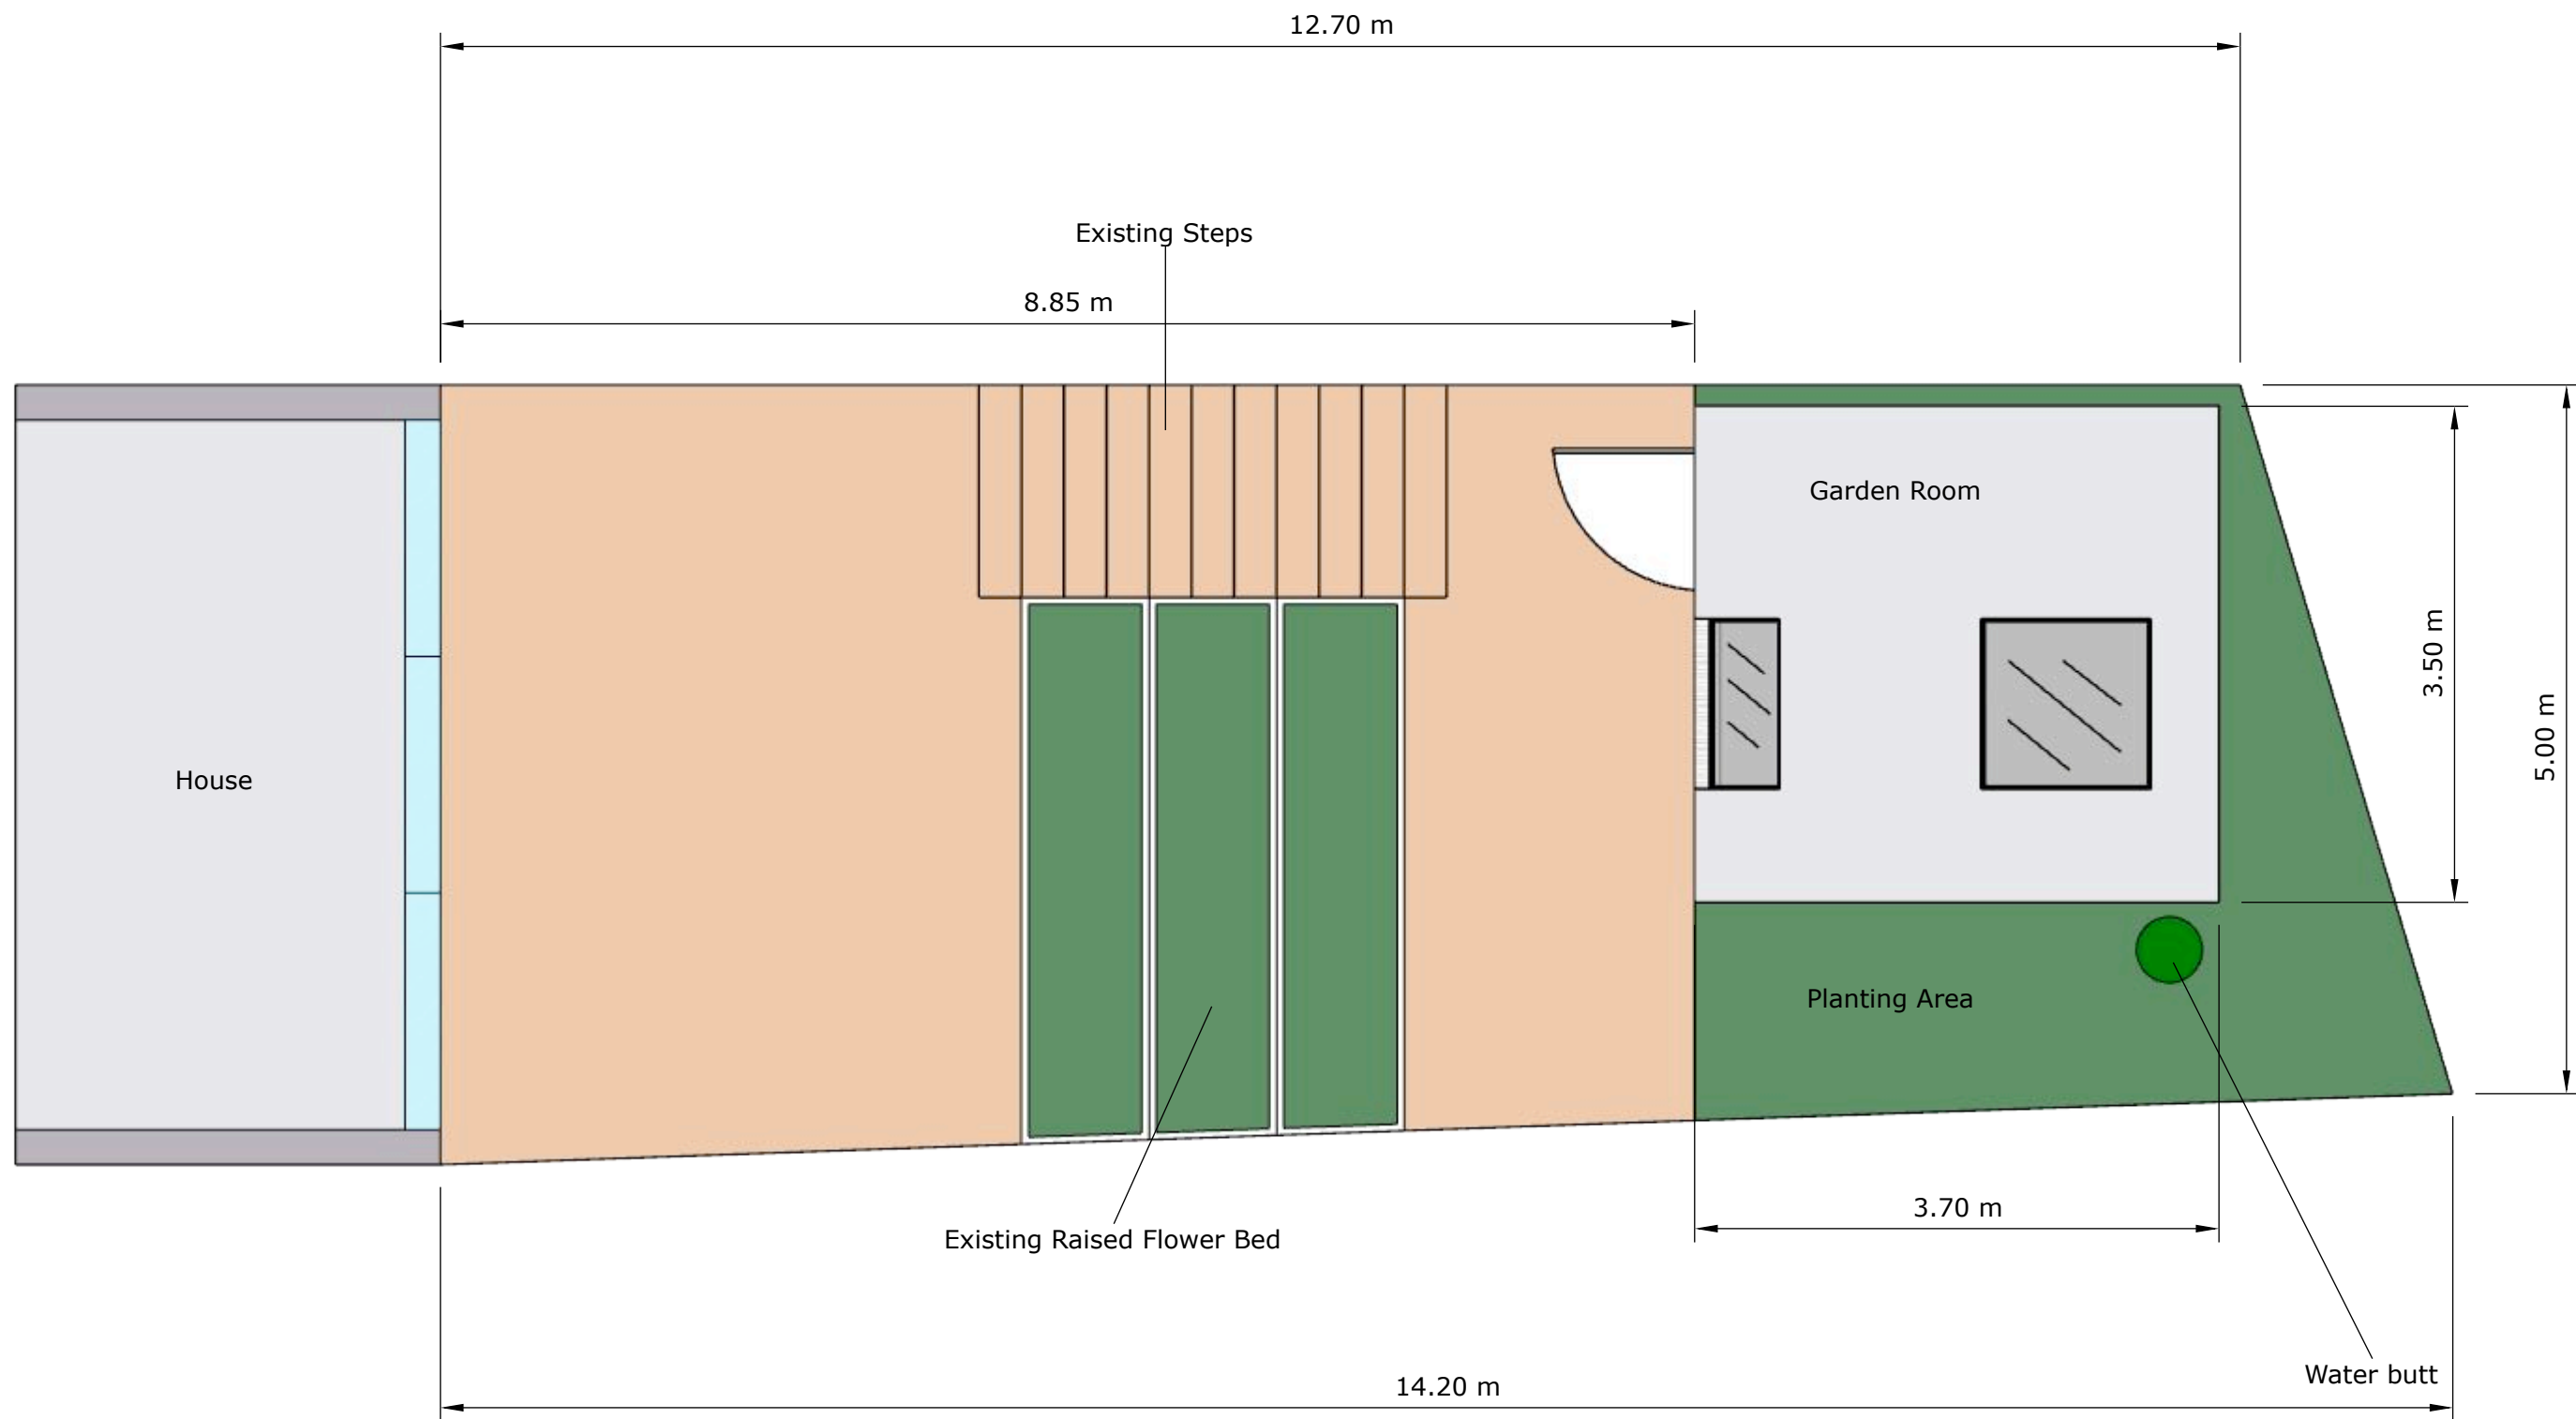 12.70 m
Existing Steps
8.85 m
Garden Room
3.50 m
5.00 m
House
Planting Area
3.70 m
Existing Raised Flower Bed
Water butt
14.20 m